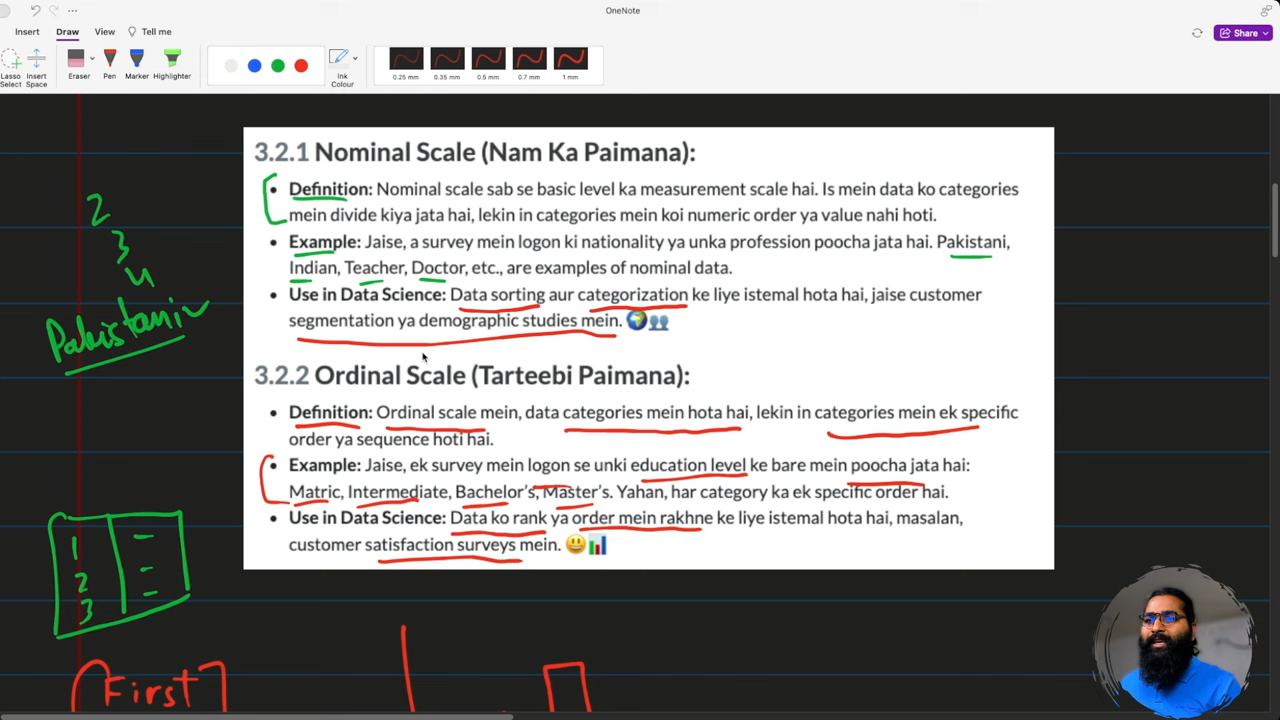 OneNote
Insert Draw View Tell me
Share
Lasso Select
Insert Space
Eraser
Pen
Marker
Highlighter
Ink Colour
0.25 mm
0.35 mm
0.5 mm
0.7 mm
1 mm
3.2.1 Nominal Scale (Nam Ka Paimana):
• Definition: Nominal scale sab se basic level ka measurement scale hai. Is mein data ko categories
mein divide kiya jata hai, lekin in categories mein koi numeric order ya value nahi hoti.
• Example: Jaise, a survey mein logon ki nationality ya unka profession poocha jata hai. Pakistani,
Indian, Teacher, Doctor, etc., are examples of nominal data.
• Use in Data Science: Data sorting aur categorization ke liye istemal hota hai, jaise customer
segmentation ya demographic studies mein. 🌍👥
2
3
4
Pakistani
3.2.2 Ordinal Scale (Tarteebi Paimana):
• Definition: Ordinal scale mein, data categories mein hota hai, lekin in categories mein ek specific
order ya sequence hoti hai.
• Example: Jaise, ek survey mein logon se unki education level ke bare mein poocha jata hai:
Matric, Intermediate, Bachelor's, Master's. Yahan, har category ka ek specific order hai.
• Use in Data Science: Data ko rank ya order mein rakhne ke liye istemal hota hai, masalan,
customer satisfaction surveys mein. 😃📊
1
2
3
First